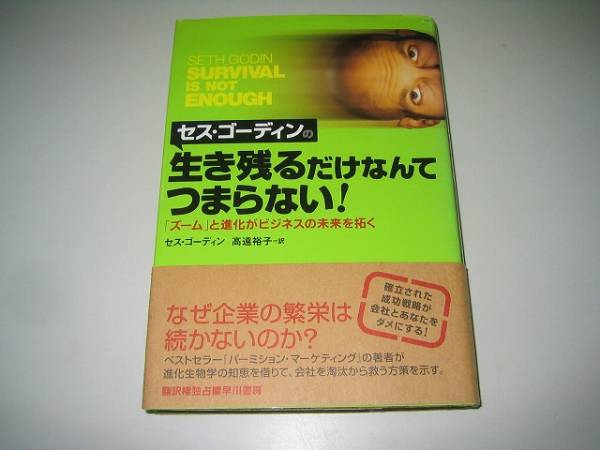 SETH GODIN
SURVIVAL
IS NOT
ENOUGH
セス・ゴーディンの
生き残るだけなんて
つまらない!
「ズーム」と進化がビジネスの未来を拓く
セス・ゴーディン 高遠裕子=訳
なぜ企業の繁栄は
続かないのか?
確立された
成功戦略が
会社とあなたを
ダメにする!
ベストセラー『パーミション・マーケティング』の著者が
進化生物学の知恵を借りて、会社を淘汰から救う方策を示す。
翻訳権独占■早川書房